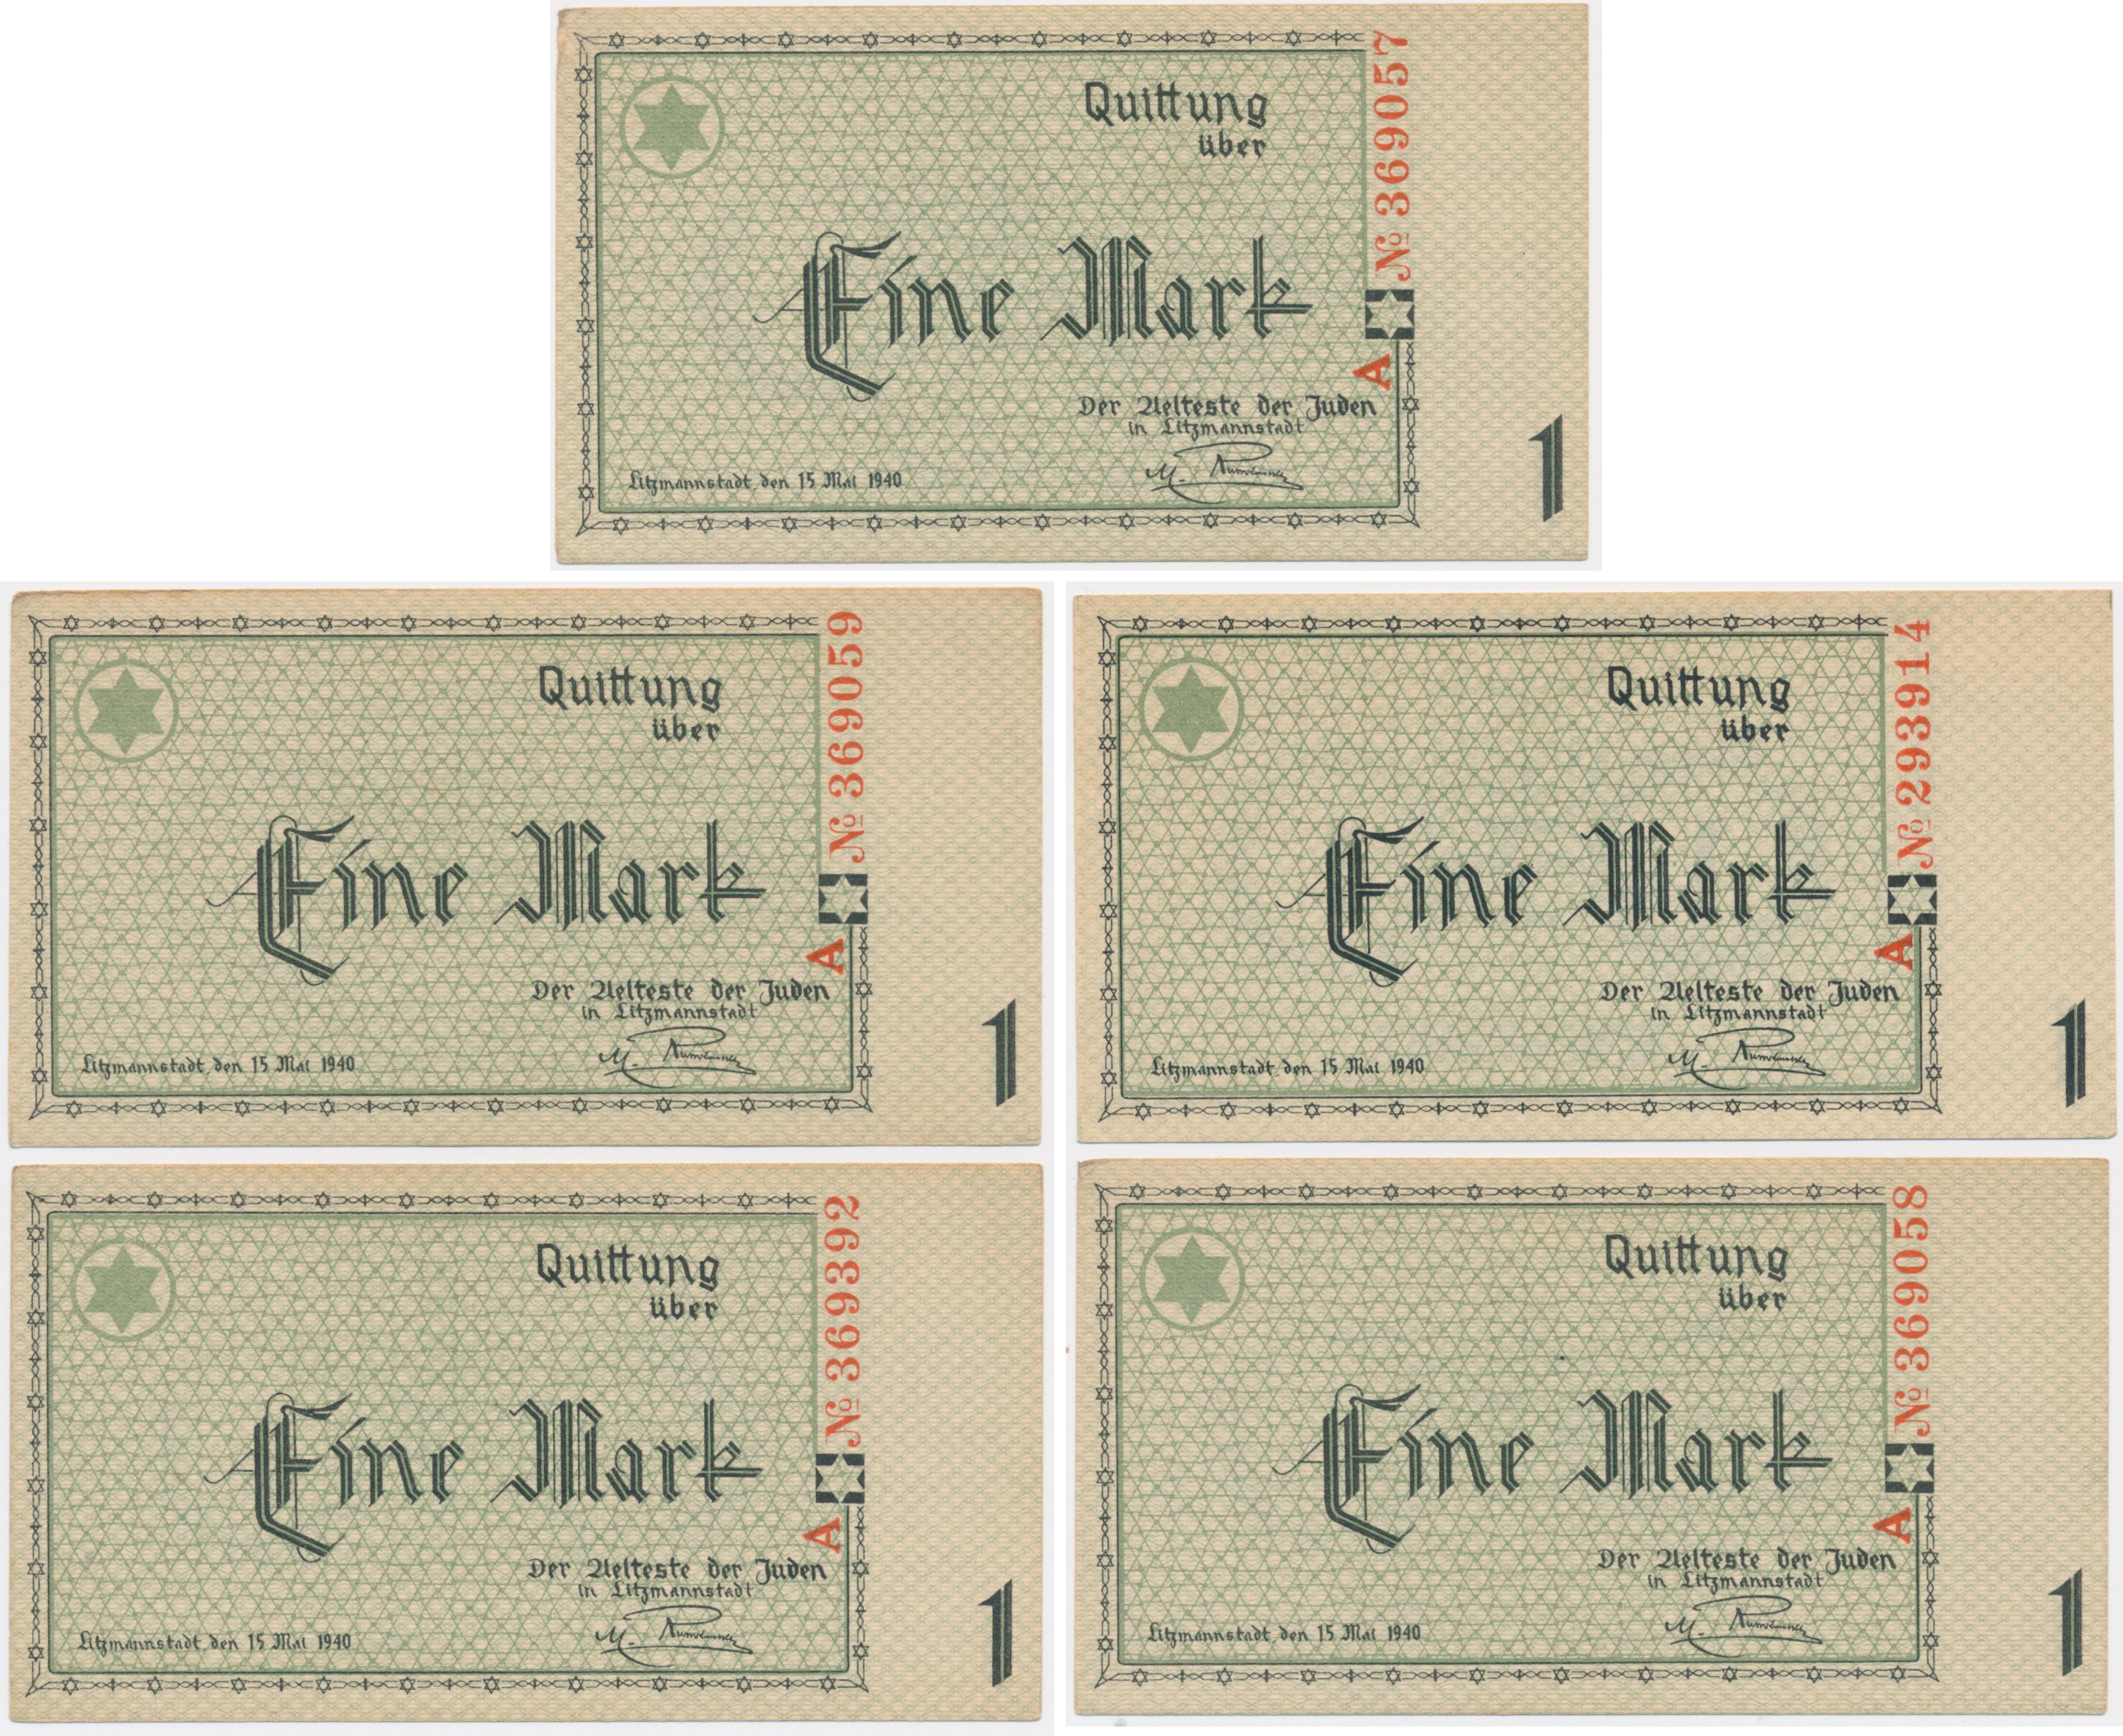 Quittung
über
№ 369057
Eine Mark
A
Der Aelteste der Juden
in Litzmannstadt
Litzmannstadt, den 15 Mai 1940
1
Quittung
über
№ 369059
Eine Mark
A
Der Aelteste der Juden
in Litzmannstadt
Litzmannstadt, den 15 Mai 1940
1
Quittung
über
№ 293914
Eine Mark
A
Der Aelteste der Juden
in Litzmannstadt
Litzmannstadt, den 15 Mai 1940
1
Quittung
über
№ 369392
Eine Mark
A
Der Aelteste der Juden
in Litzmannstadt
Litzmannstadt, den 15 Mai 1940
1
Quittung
über
№ 369058
Eine Mark
A
Der Aelteste der Juden
in Litzmannstadt
Litzmannstadt, den 15 Mai 1940
1